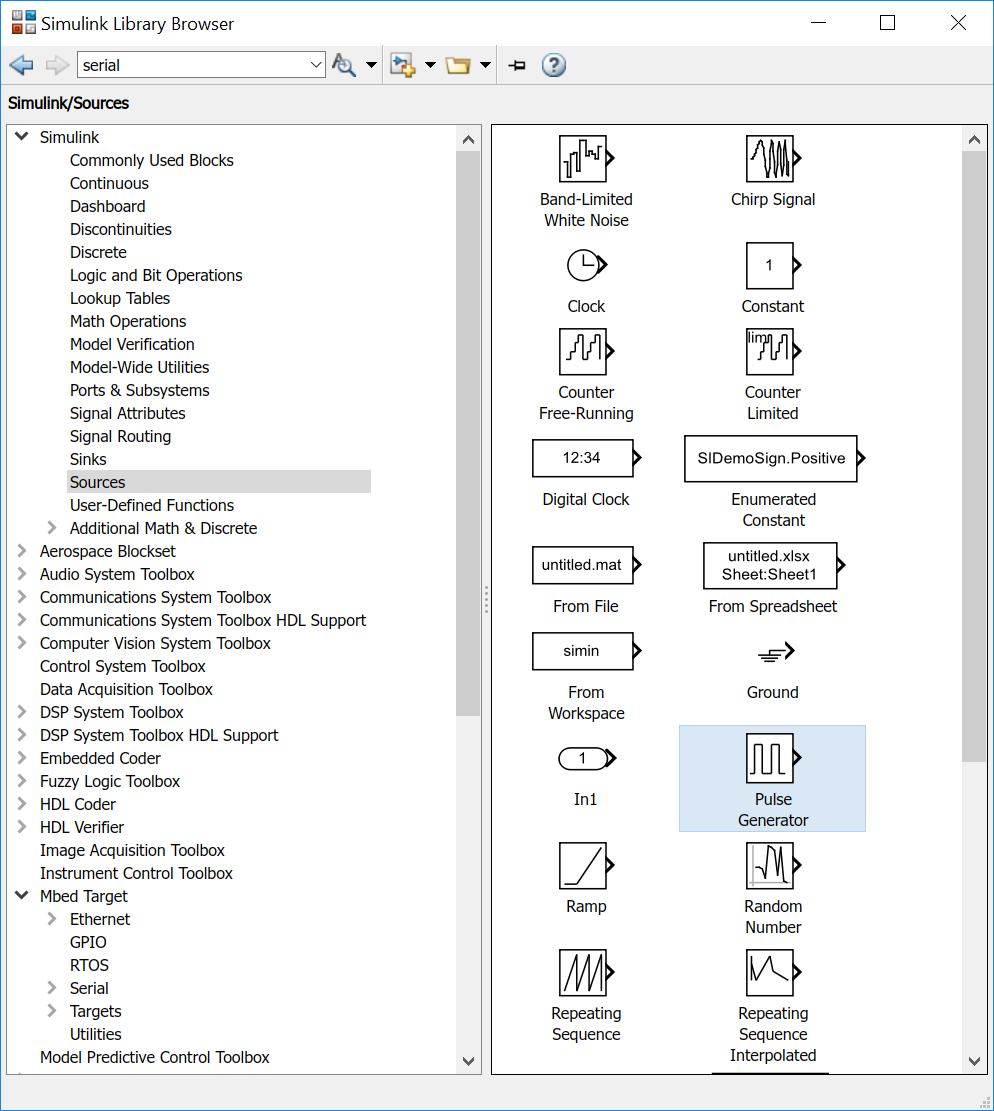 Simulink Library Browser
serial
Simulink/Sources
Simulink
Commonly Used Blocks
Continuous
Dashboard
Discontinuities
Discrete
Logic and Bit Operations
Lookup Tables
Math Operations
Model Verification
Model-Wide Utilities
Ports & Subsystems
Signal Attributes
Signal Routing
Sinks
Sources
User-Defined Functions
Additional Math & Discrete
Aerospace Blockset
Audio System Toolbox
Communications System Toolbox
Communications System Toolbox HDL Support
Computer Vision System Toolbox
Control System Toolbox
Data Acquisition Toolbox
DSP System Toolbox
DSP System Toolbox HDL Support
Embedded Coder
Fuzzy Logic Toolbox
HDL Coder
HDL Verifier
Image Acquisition Toolbox
Instrument Control Toolbox
Mbed Target
Ethernet
GPIO
RTOS
Serial
Targets
Utilities
Model Predictive Control Toolbox
Band-Limited
White Noise
Chirp Signal
Clock
1
Constant
Counter
Free-Running
lim
Counter
Limited
12:34
Digital Clock
SlDemoSign.Positive
Enumerated
Constant
untitled.mat
From File
untitled.xlsx
Sheet:Sheet1
From Spreadsheet
simin
From
Workspace
Ground
1
In1
Pulse
Generator
Ramp
Random
Number
Repeating
Sequence
Repeating
Sequence
Interpolated